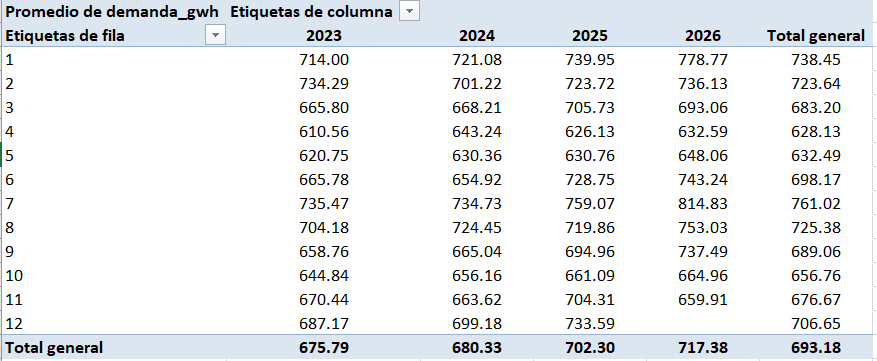 Promedio de demanda_gwh Etiquetas de columna
Etiquetas de fila 2023 2024 2025 2026 Total general
1 714.00 721.08 739.95 778.77 738.45
2 734.29 701.22 723.72 736.13 723.64
3 665.80 668.21 705.73 693.06 683.20
4 610.56 643.24 626.13 632.59 628.13
5 620.75 630.36 630.76 648.06 632.49
6 665.78 654.92 728.75 743.24 698.17
7 735.47 734.73 759.07 814.83 761.02
8 704.18 724.45 719.86 753.03 725.38
9 658.76 665.04 694.96 737.49 689.06
10 644.84 656.16 661.09 664.96 656.76
11 670.44 663.62 704.31 659.91 676.67
12 687.17 699.18 733.59 706.65
Total general 675.79 680.33 702.30 717.38 693.18